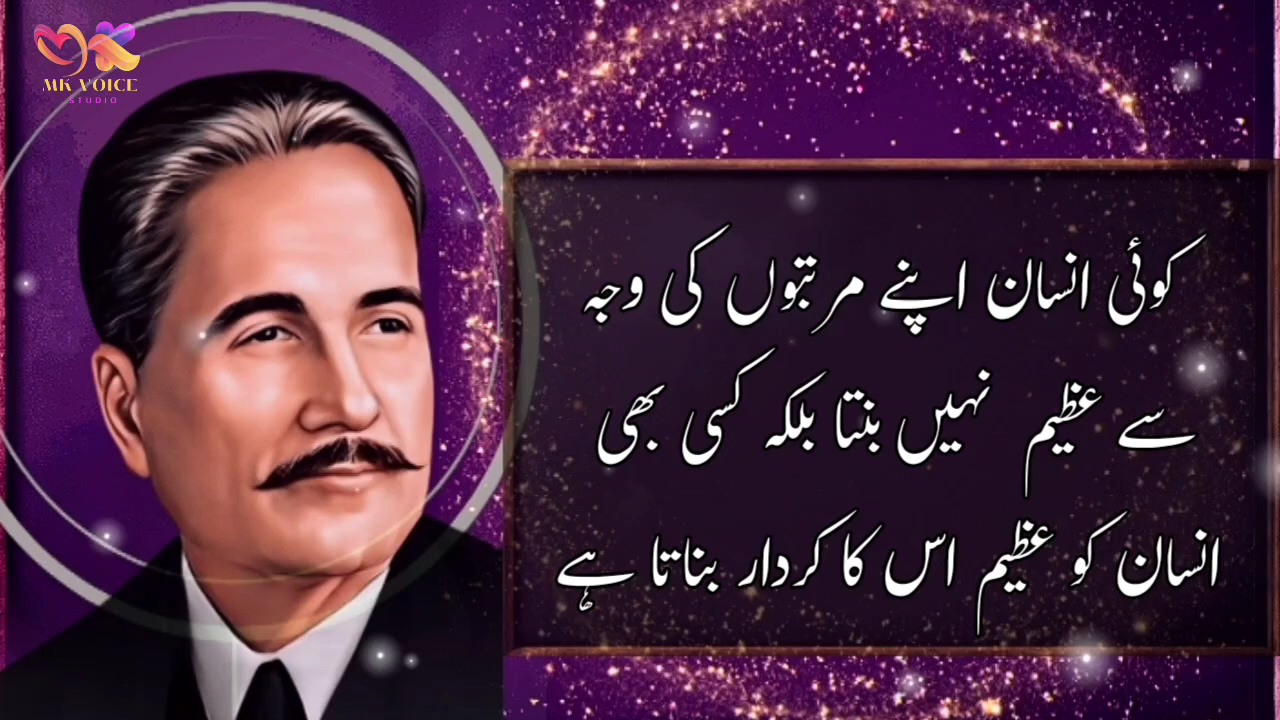 MK VOICE
STUDIO
کوئی انسان اپنے مرتبوں کی وجہ
سے عظیم نہیں بنتا بلکہ کسی بھی
انسان کو عظیم اس کا کردار بناتا ہے